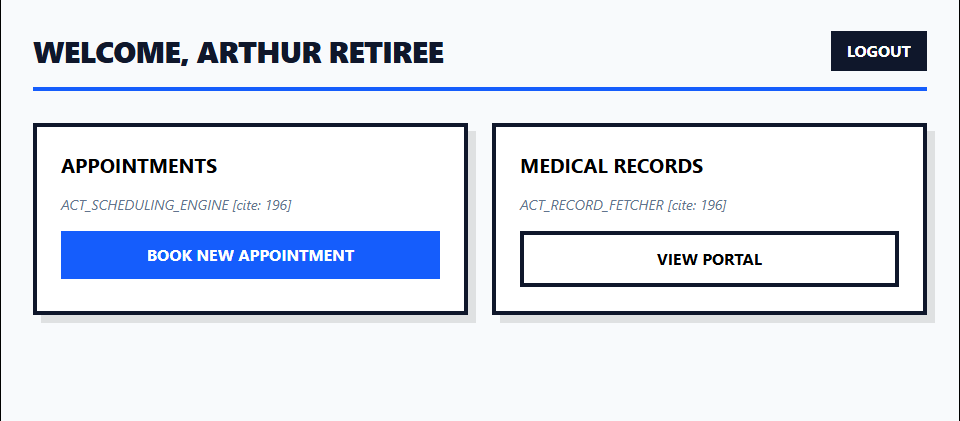 WELCOME, ARTHUR RETIREE
LOGOUT
APPOINTMENTS
ACT_SCHEDULING_ENGINE [cite: 196]
BOOK NEW APPOINTMENT
MEDICAL RECORDS
ACT_RECORD_FETCHER [cite: 196]
VIEW PORTAL